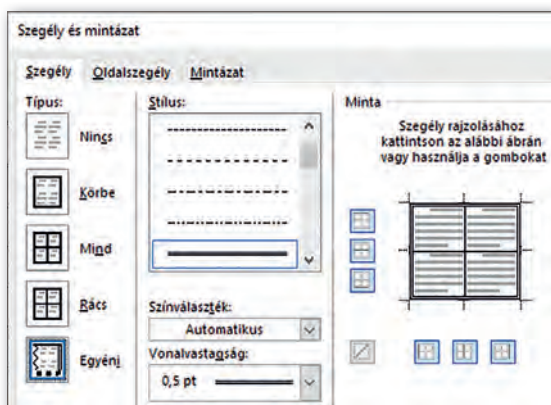 Szegély és mintázat
Szegély Oldalszegély Mintázat
Típus:
Nincs
Körbe
Mind
Rács
Egyéni
Stílus:
Színválaszték:
Automatikus
Vonalvastagság:
0,5 pt
Minta
Szegély rajzolásához
kattintson az alábbi ábrán
vagy használja a gombokat